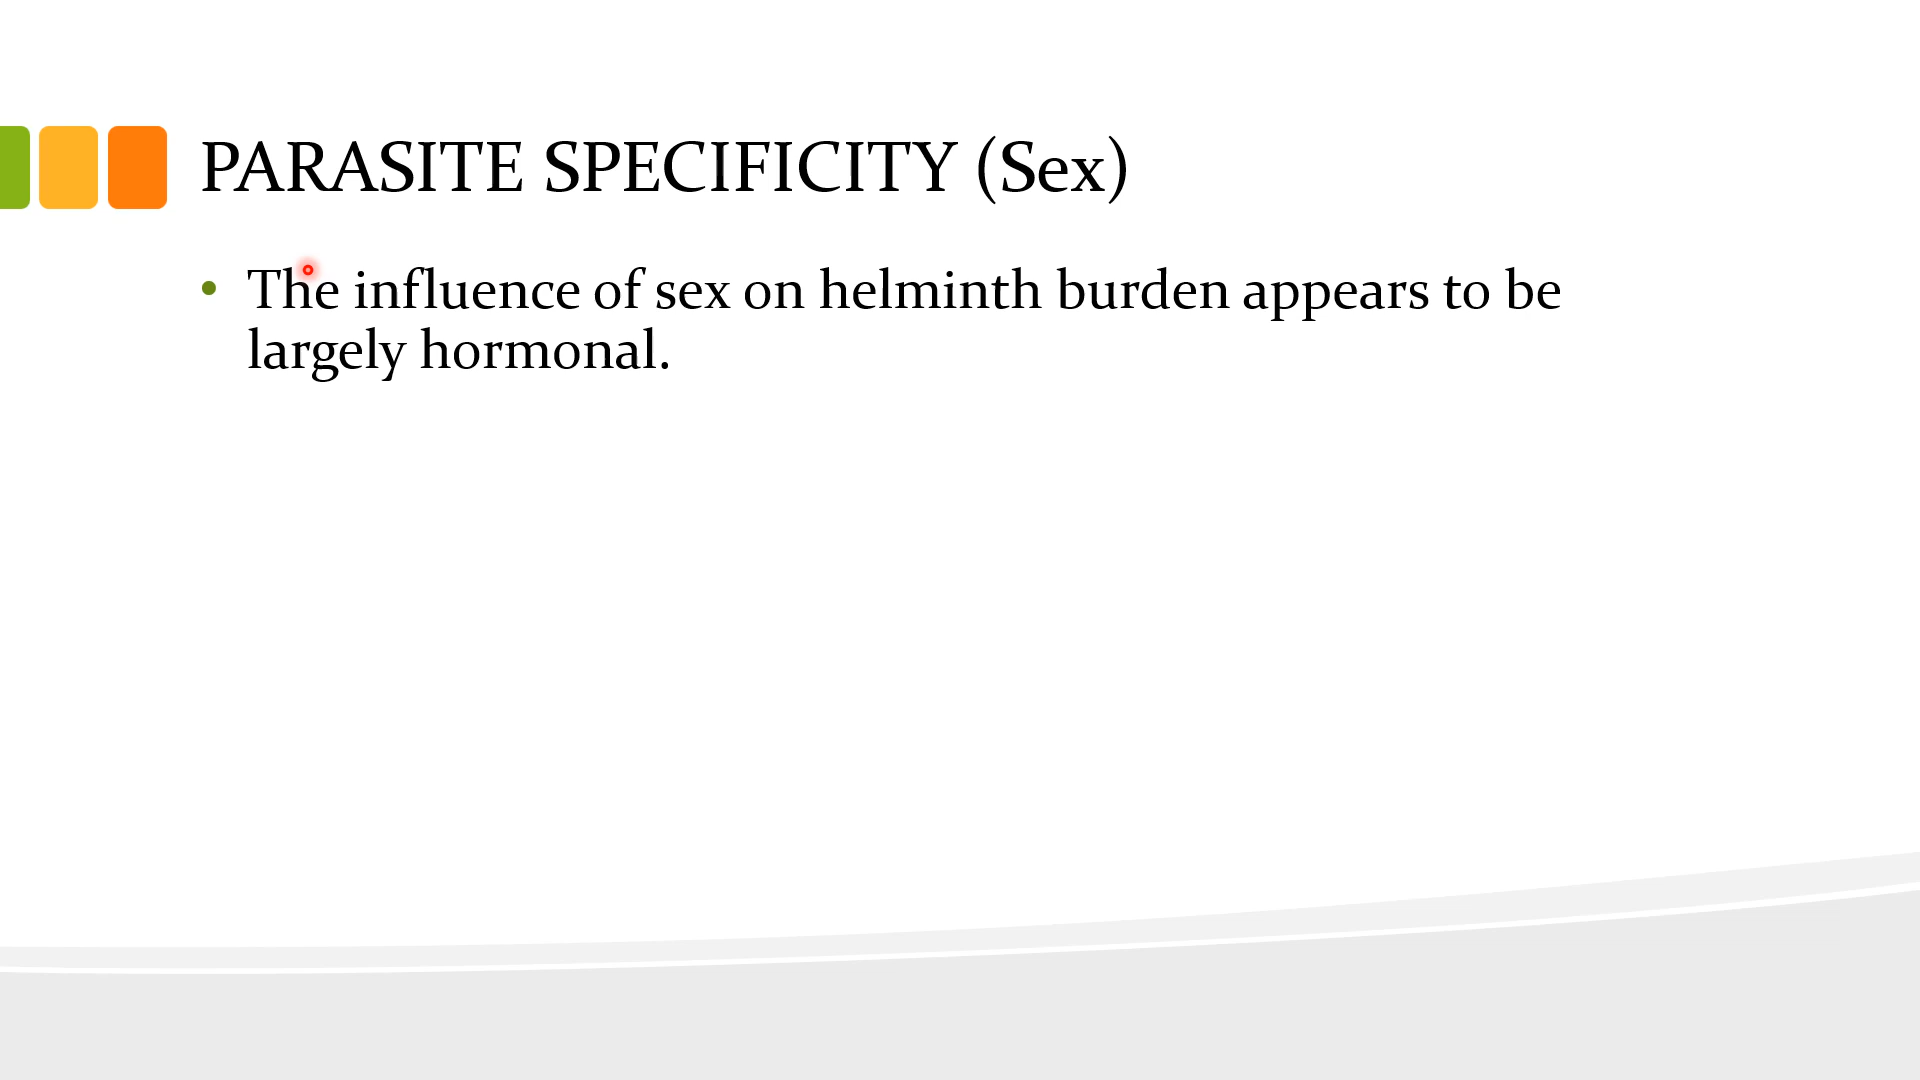 PARASITE SPECIFICITY (Sex)
• The influence of sex on helminth burden appears to be
largely hormonal.